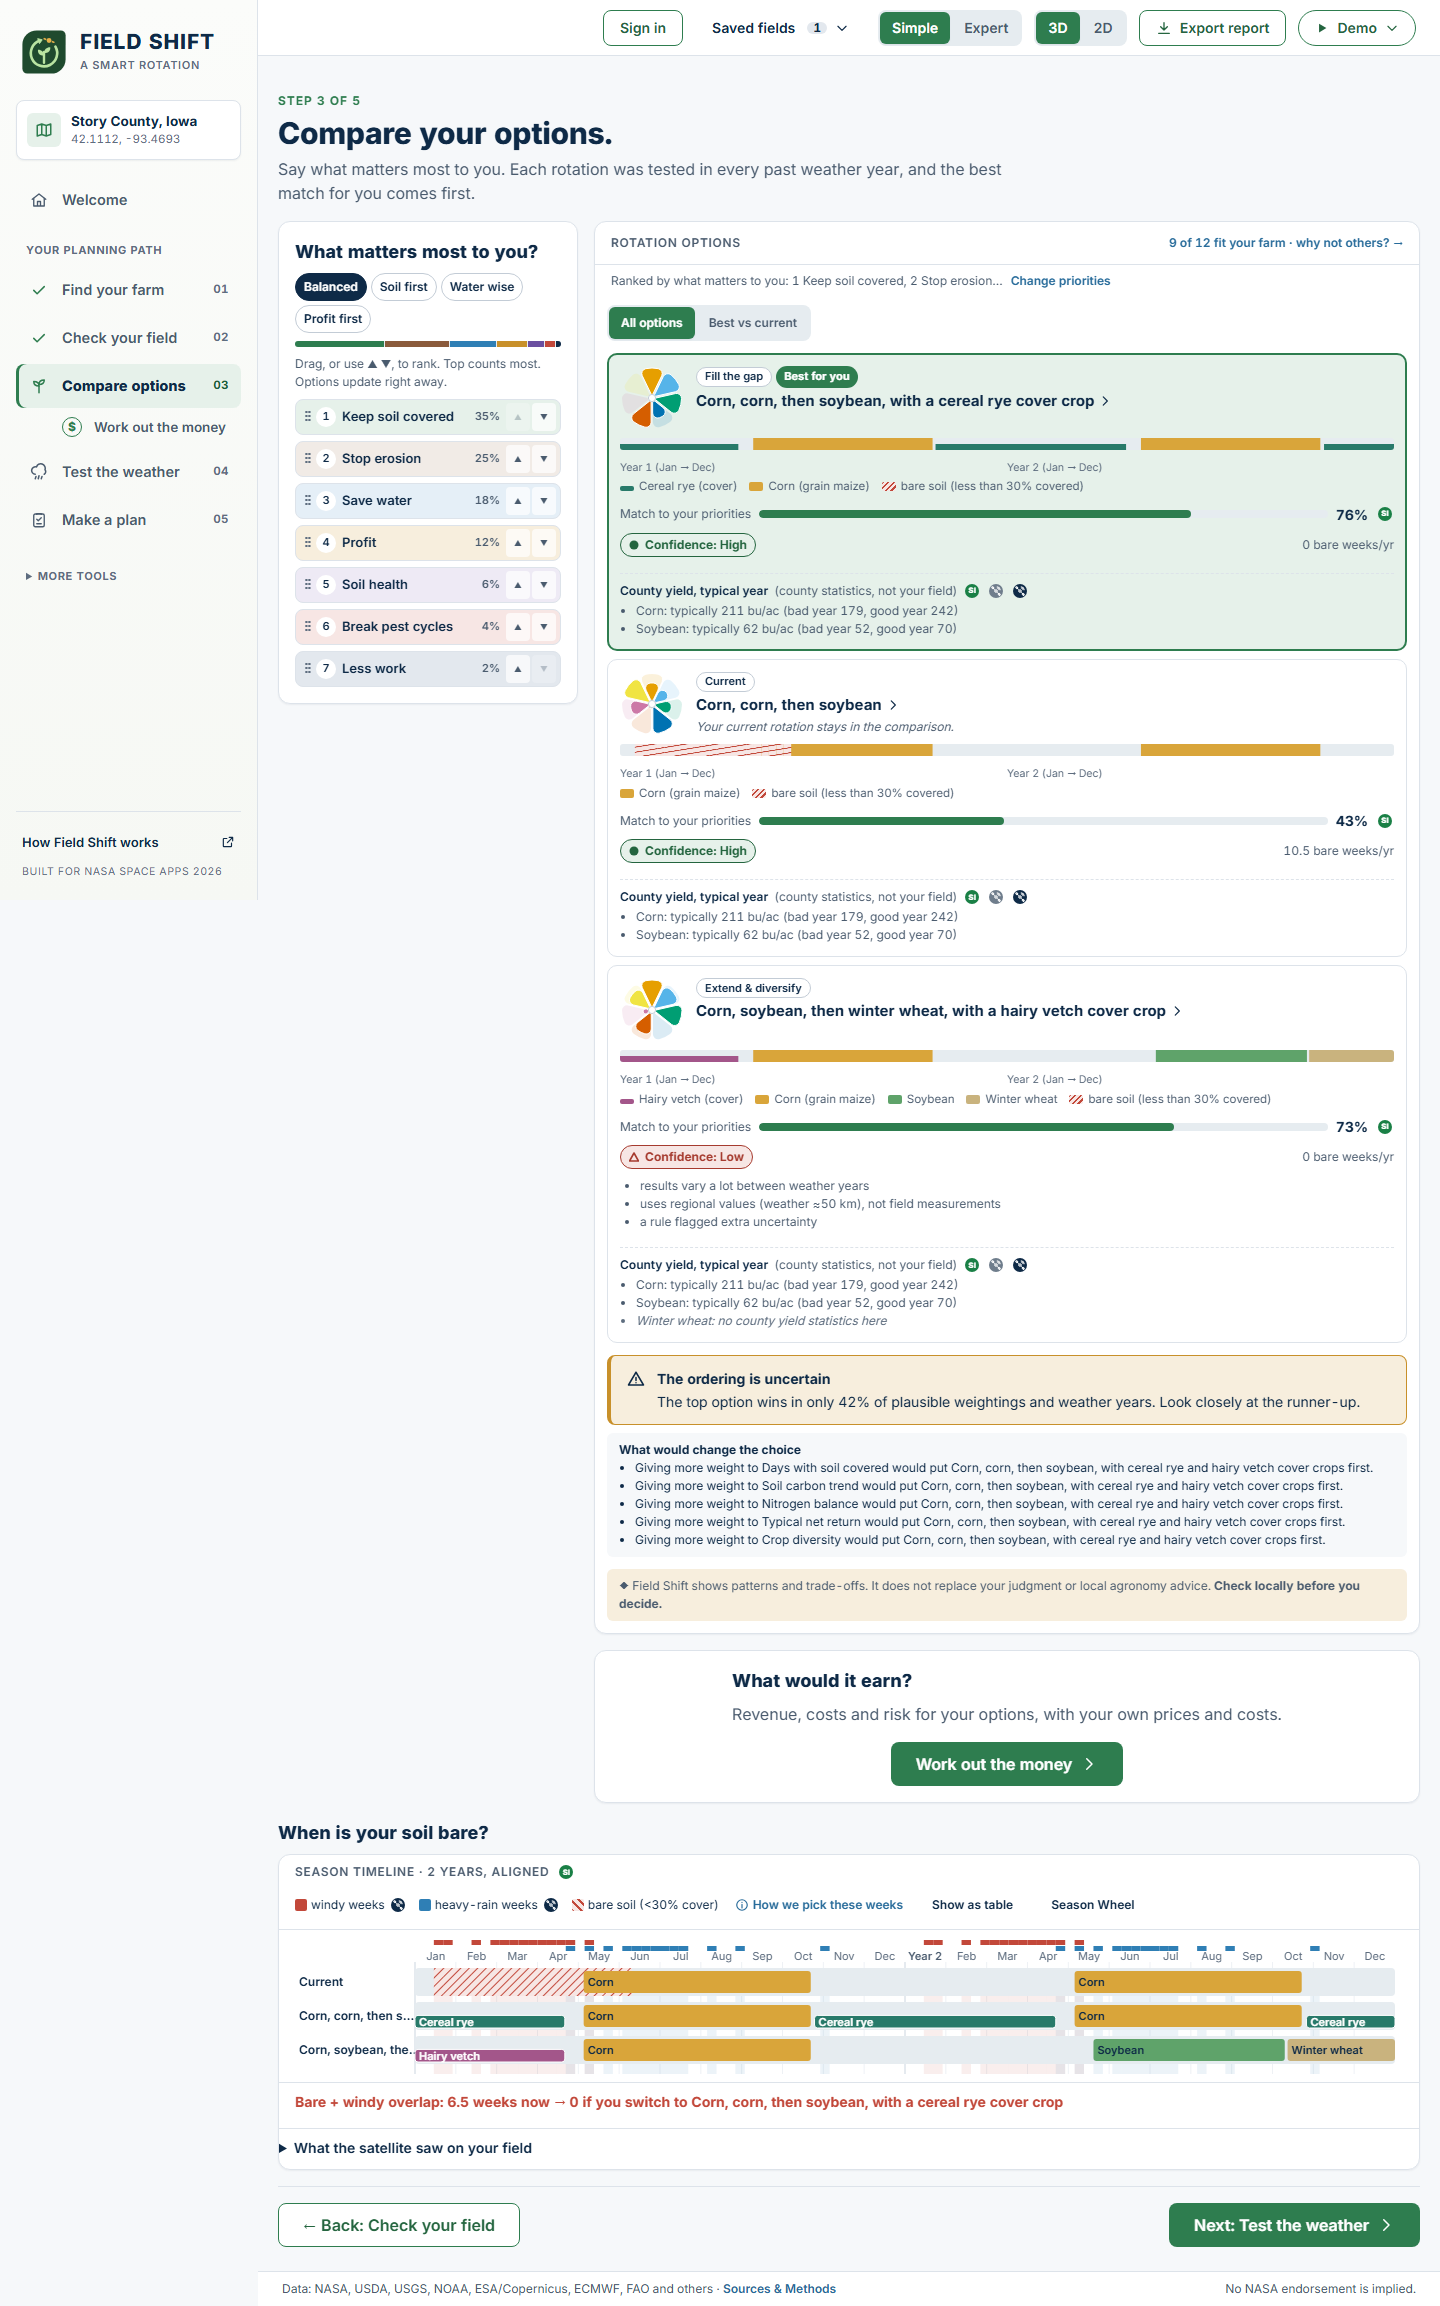 FIELD SHIFT
A SMART ROTATION
Story County, Iowa
42.1112, -93.4693
Welcome
YOUR PLANNING PATH
Find your farm 01
Check your field 02
Compare options 03
$ Work out the money
Test the weather 04
Make a plan 05
▶ MORE TOOLS
How Field Shift works
BUILT FOR NASA SPACE APPS 2026
Sign in
Saved fields 1
Simple Expert
3D 2D
Export report
Demo
STEP 3 OF 5
Compare your options.
Say what matters most to you. Each rotation was tested in every past weather year, and the best
match for you comes first.
What matters most to you?
Balanced Soil first Water wise
Profit first
Drag, or use ▲ ▼, to rank. Top counts most.
Options update right away.
1 Keep soil covered 35% ▲ ▼
2 Stop erosion 25% ▲ ▼
3 Save water 18% ▲ ▼
4 Profit 12% ▲ ▼
5 Soil health 6% ▲ ▼
6 Break pest cycles 4% ▲ ▼
7 Less work 2% ▲ ▼
ROTATION OPTIONS
9 of 12 fit your farm · why not others? →
Ranked by what matters to you: 1 Keep soil covered, 2 Stop erosion... Change priorities
All options Best vs current
Fill the gap Best for you
Corn, corn, then soybean, with a cereal rye cover crop
Year 1 (Jan → Dec) Year 2 (Jan → Dec)
Cereal rye (cover) Corn (grain maize) bare soil (less than 30% covered)
Match to your priorities 76% SI
Confidence: High 0 bare weeks/yr
County yield, typical year (county statistics, not your field) SI
• Corn: typically 211 bu/ac (bad year 179, good year 242)
• Soybean: typically 62 bu/ac (bad year 52, good year 70)
Current
Corn, corn, then soybean
Your current rotation stays in the comparison.
Year 1 (Jan → Dec) Year 2 (Jan → Dec)
Corn (grain maize) bare soil (less than 30% covered)
Match to your priorities 43% SI
Confidence: High 10.5 bare weeks/yr
County yield, typical year (county statistics, not your field) SI
• Corn: typically 211 bu/ac (bad year 179, good year 242)
• Soybean: typically 62 bu/ac (bad year 52, good year 70)
Extend & diversify
Corn, soybean, then winter wheat, with a hairy vetch cover crop
Year 1 (Jan → Dec) Year 2 (Jan → Dec)
Hairy vetch (cover) Corn (grain maize) Soybean Winter wheat bare soil (less than 30% covered)
Match to your priorities 73% SI
Confidence: Low 0 bare weeks/yr
• results vary a lot between weather years
• uses regional values (weather ≈50 km), not field measurements
• a rule flagged extra uncertainty
County yield, typical year (county statistics, not your field) SI
• Corn: typically 211 bu/ac (bad year 179, good year 242)
• Soybean: typically 62 bu/ac (bad year 52, good year 70)
• Winter wheat: no county yield statistics here
The ordering is uncertain
The top option wins in only 42% of plausible weightings and weather years. Look closely at the runner-up.
What would change the choice
• Giving more weight to Days with soil covered would put Corn, corn, then soybean, with cereal rye and hairy vetch cover crops first.
• Giving more weight to Soil carbon trend would put Corn, corn, then soybean, with cereal rye and hairy vetch cover crops first.
• Giving more weight to Nitrogen balance would put Corn, corn, then soybean, with cereal rye and hairy vetch cover crops first.
• Giving more weight to Typical net return would put Corn, corn, then soybean, with cereal rye and hairy vetch cover crops first.
• Giving more weight to Crop diversity would put Corn, corn, then soybean, with cereal rye and hairy vetch cover crops first.
◆ Field Shift shows patterns and trade-offs. It does not replace your judgment or local agronomy advice. Check locally before you
decide.
What would it earn?
Revenue, costs and risk for your options, with your own prices and costs.
Work out the money
When is your soil bare?
SEASON TIMELINE · 2 YEARS, ALIGNED SI
windy weeks heavy-rain weeks bare soil (<30% cover) How we pick these weeks Show as table Season Wheel
Jan Feb Mar Apr May Jun Jul Aug Sep Oct Nov Dec Year 2 Feb Mar Apr May Jun Jul Aug Sep Oct Nov Dec
Current Corn Corn
Corn, corn, then s... Cereal rye Corn Cereal rye Corn Cereal rye
Corn, soybean, the... Hairy vetch Corn Soybean Winter wheat
Bare + windy overlap: 6.5 weeks now → 0 if you switch to Corn, corn, then soybean, with a cereal rye cover crop
▶ What the satellite saw on your field
← Back: Check your field
Next: Test the weather
Data: NASA, USDA, USGS, NOAA, ESA/Copernicus, ECMWF, FAO and others · Sources & Methods
No NASA endorsement is implied.